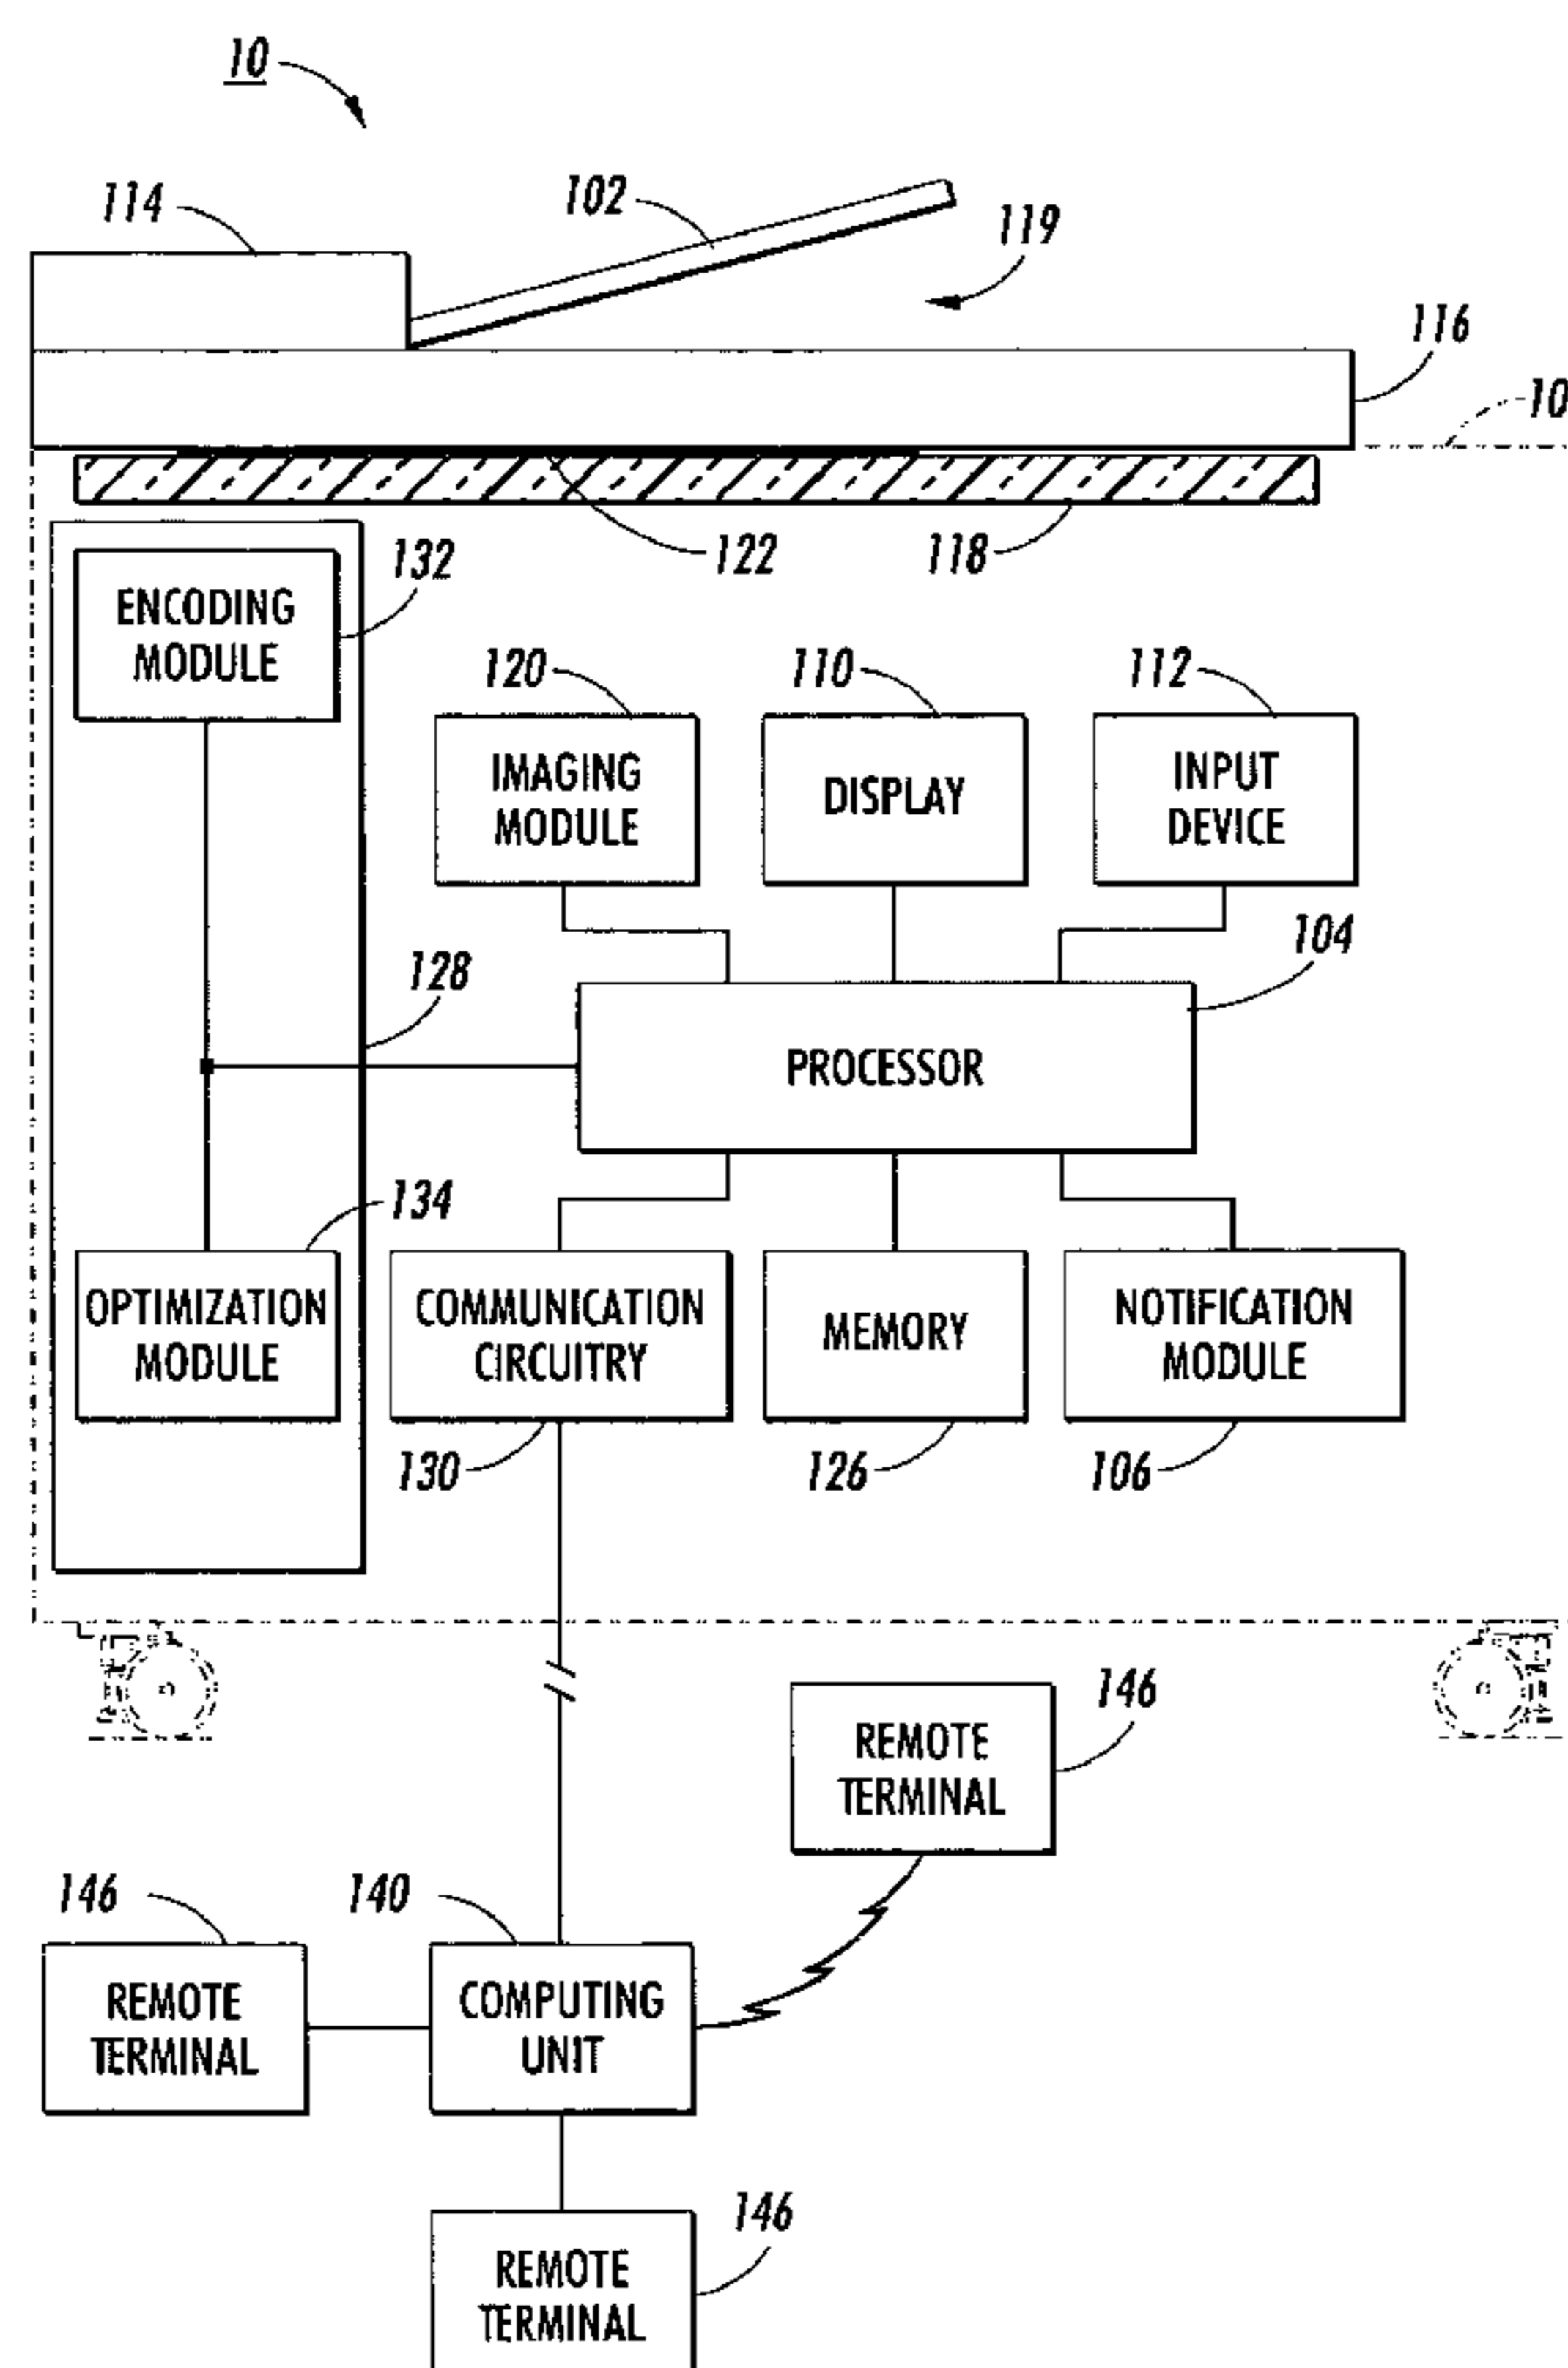 10
114
102
119
116
10
122
118
132
ENCODING
MODULE
120
110
112
IMAGING
MODULE
DISPLAY
INPUT
DEVICE
104
128
PROCESSOR
134
OPTIMIZATION
MODULE
COMMUNICATION
CIRCUITRY
MEMORY
NOTIFICATION
MODULE
130
126
106
146
REMOTE
TERMINAL
146
140
REMOTE
TERMINAL
COMPUTING
UNIT
146
REMOTE
TERMINAL